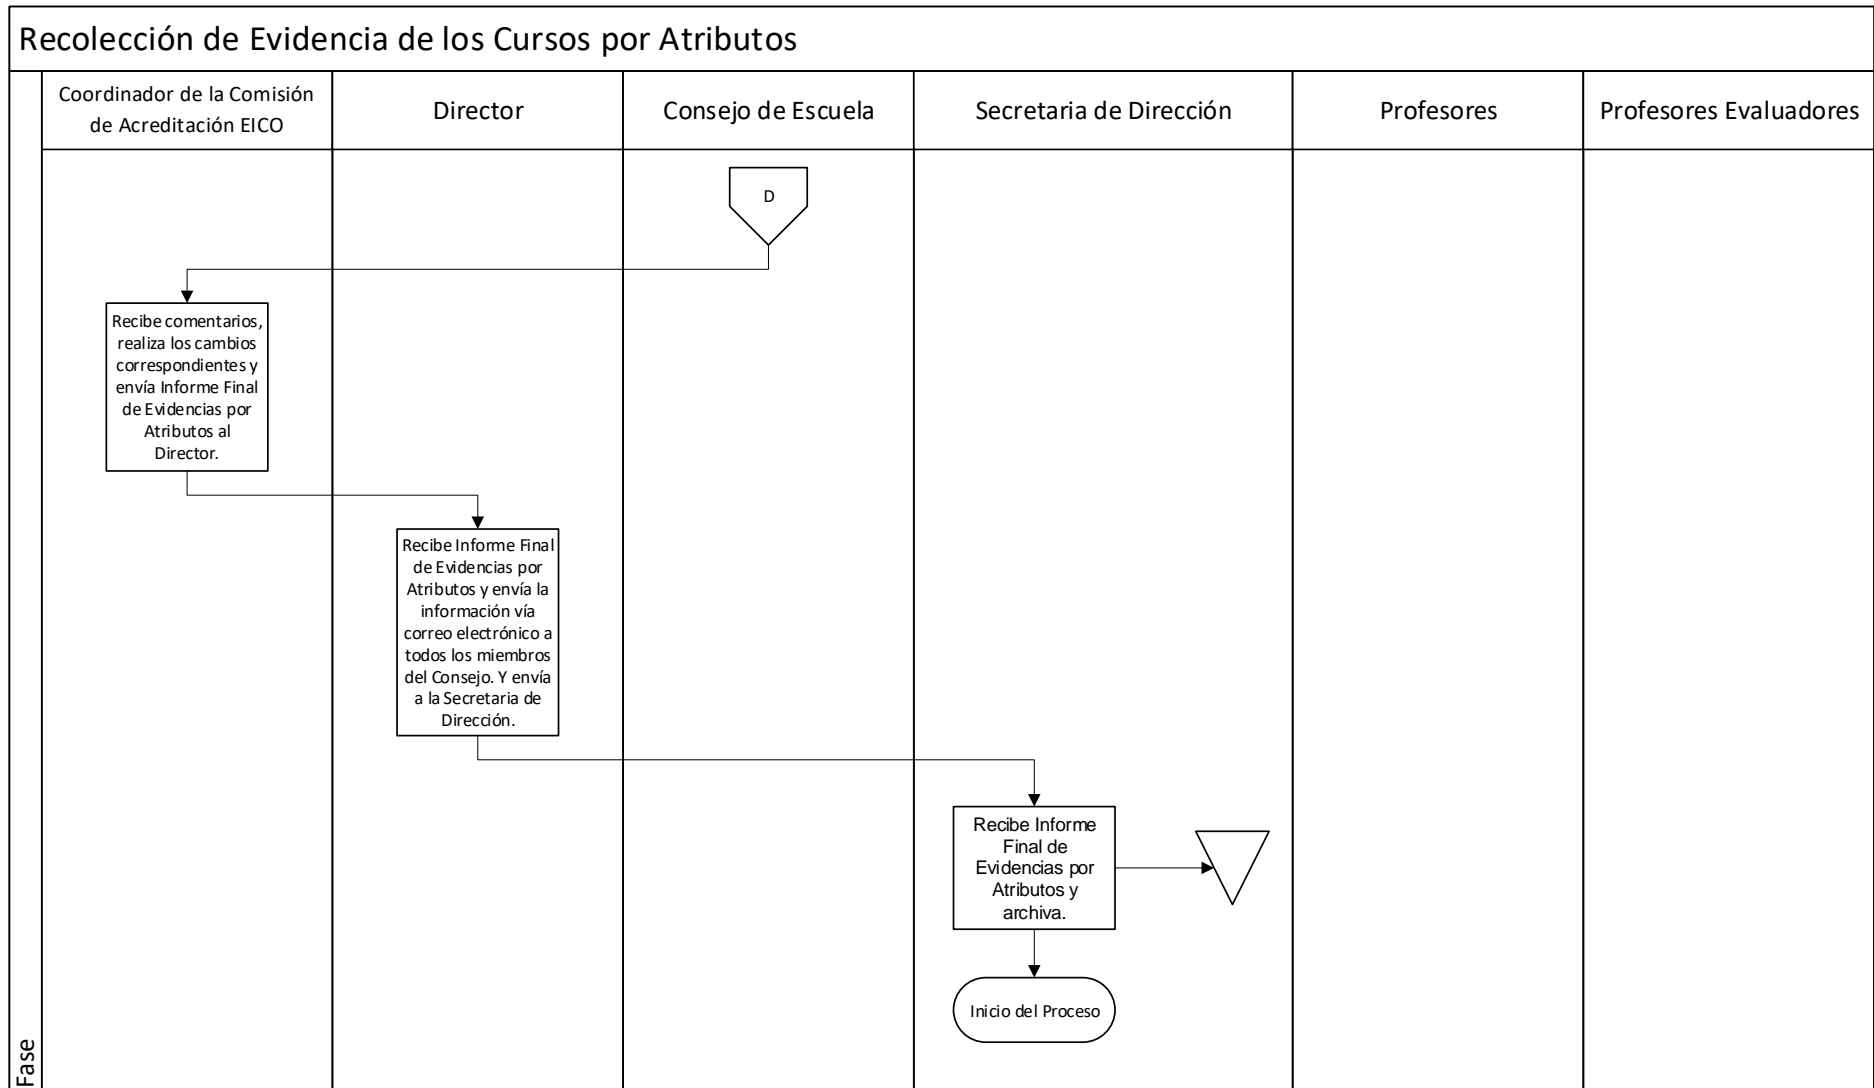 Recolección de Evidencia de los Cursos por Atributos
Coordinador de la Comisión
de Acreditación EICO
Director
Consejo de Escuela
Secretaria de Dirección
Profesores
Profesores Evaluadores
D
Recibe comentarios,
realiza los cambios
correspondientes y
envía Informe Final
de Evidencias por
Atributos al
Director.
Recibe Informe Final
de Evidencias por
Atributos y envía la
información vía
correo electrónico a
todos los miembros
del Consejo. Y envía
a la Secretaria de
Dirección.
Recibe Informe
Final de
Evidencias por
Atributos y
archiva.
Inicio del Proceso
Fase